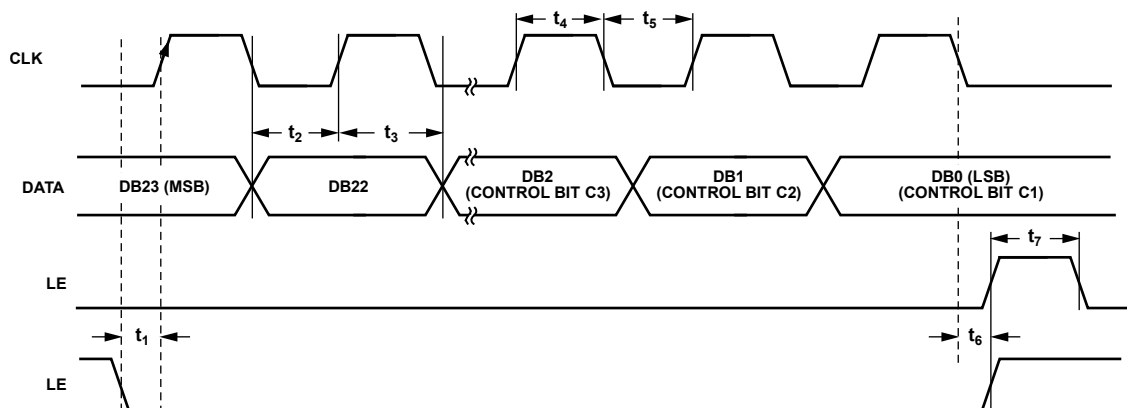 t4
t5
CLK
t2
t3
DATA
DB23 (MSB)
DB22
DB2
(CONTROL BIT C3)
DB1
(CONTROL BIT C2)
DB0 (LSB)
(CONTROL BIT C1)
t7
LE
t1
t6
LE